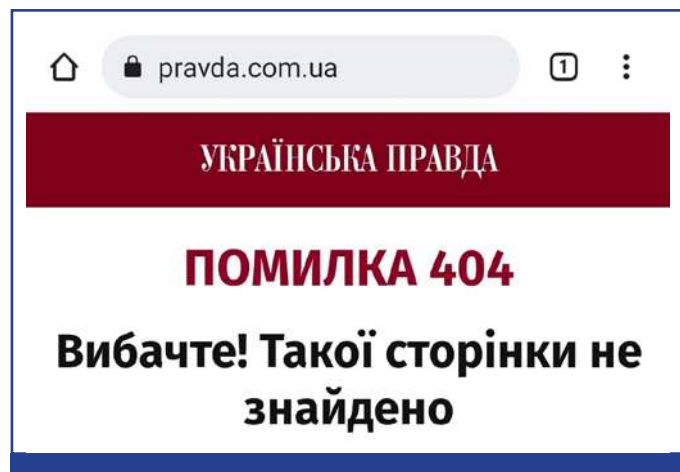 pravda.com.ua 1
УКРАЇНСЬКА ПРАВДА
ПОМИЛКА 404
Вибачте! Такої сторінки не
знайдено